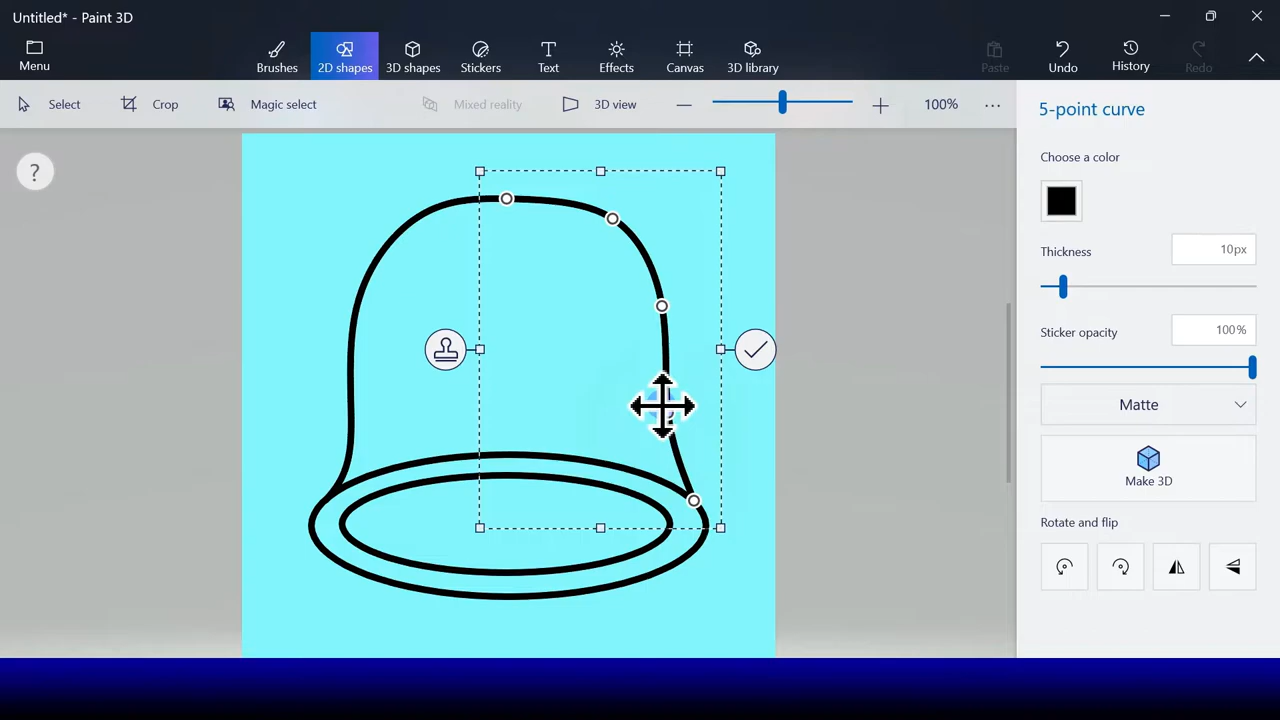 Untitled* - Paint 3D
Menu
Brushes
2D shapes
3D shapes
Stickers
Text
Effects
Canvas
3D library
Paste
Undo
History
Redo
Select
Crop
Magic select
Mixed reality
3D view
100%
?
5-point curve
Choose a color
Thickness
10px
Sticker opacity
100%
Matte
Make 3D
Rotate and flip